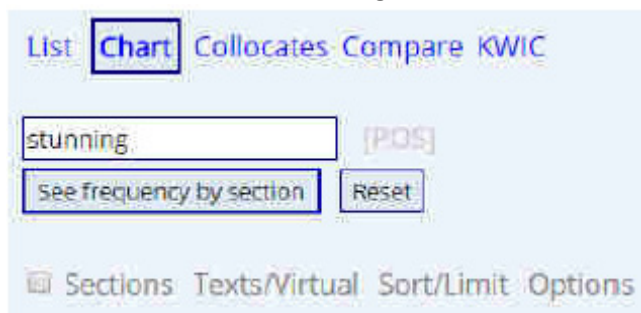 List Chart Collocates Compare KWIC
stunning [POS]
See frequency by section Reset
Sections Texts/Virtual Sort/Limit Options